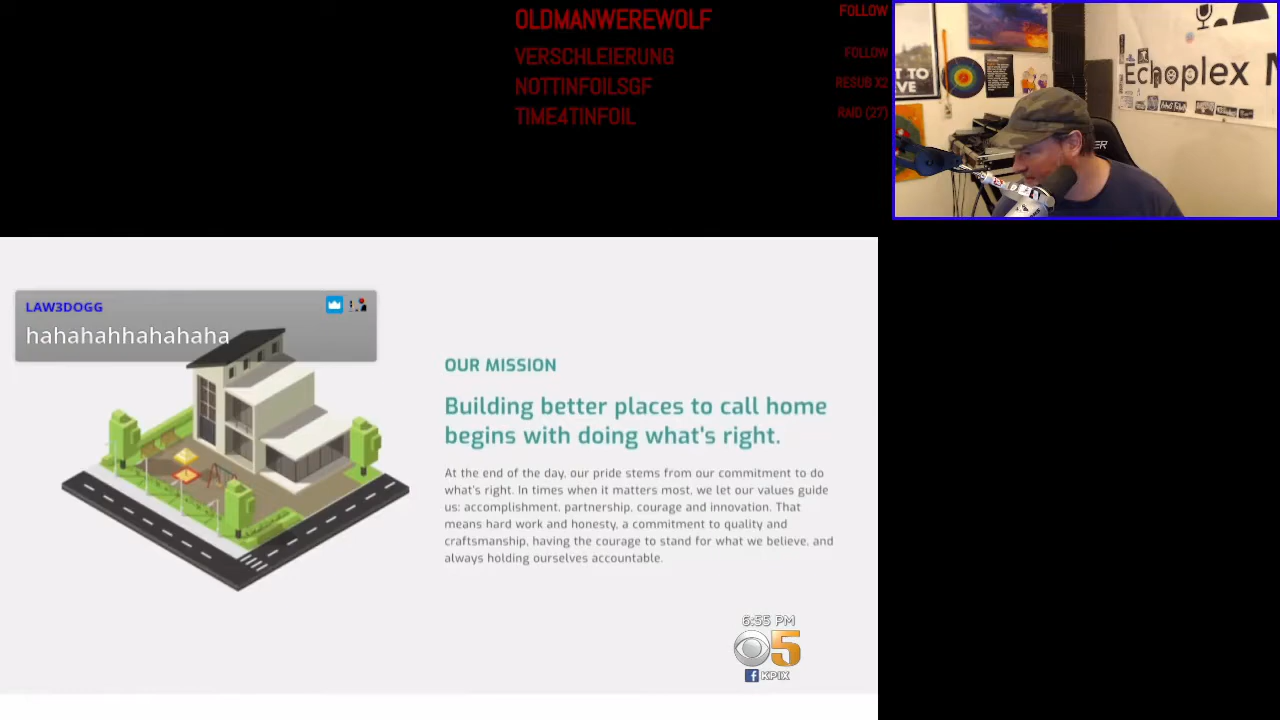 OLDMANWEREWOLF FOLLOW
VERSCHLEIERUNG FOLLOW
NOTTINFOILSGF RESUB X2
TIME4TINFOIL RAID (27)
Echoplex M
LAW3DOGG
hahahahhahahaha
OUR MISSION
Building better places to call home
begins with doing what's right.
At the end of the day, our pride stems from our commitment to do
what's right. In times when it matters most, we let our values guide
us: accomplishment, partnership, courage and innovation. That
means hard work and honesty, a commitment to quality and
craftsmanship, having the courage to stand for what we believe, and
always holding ourselves accountable.
6:55 PM
5
KPIX